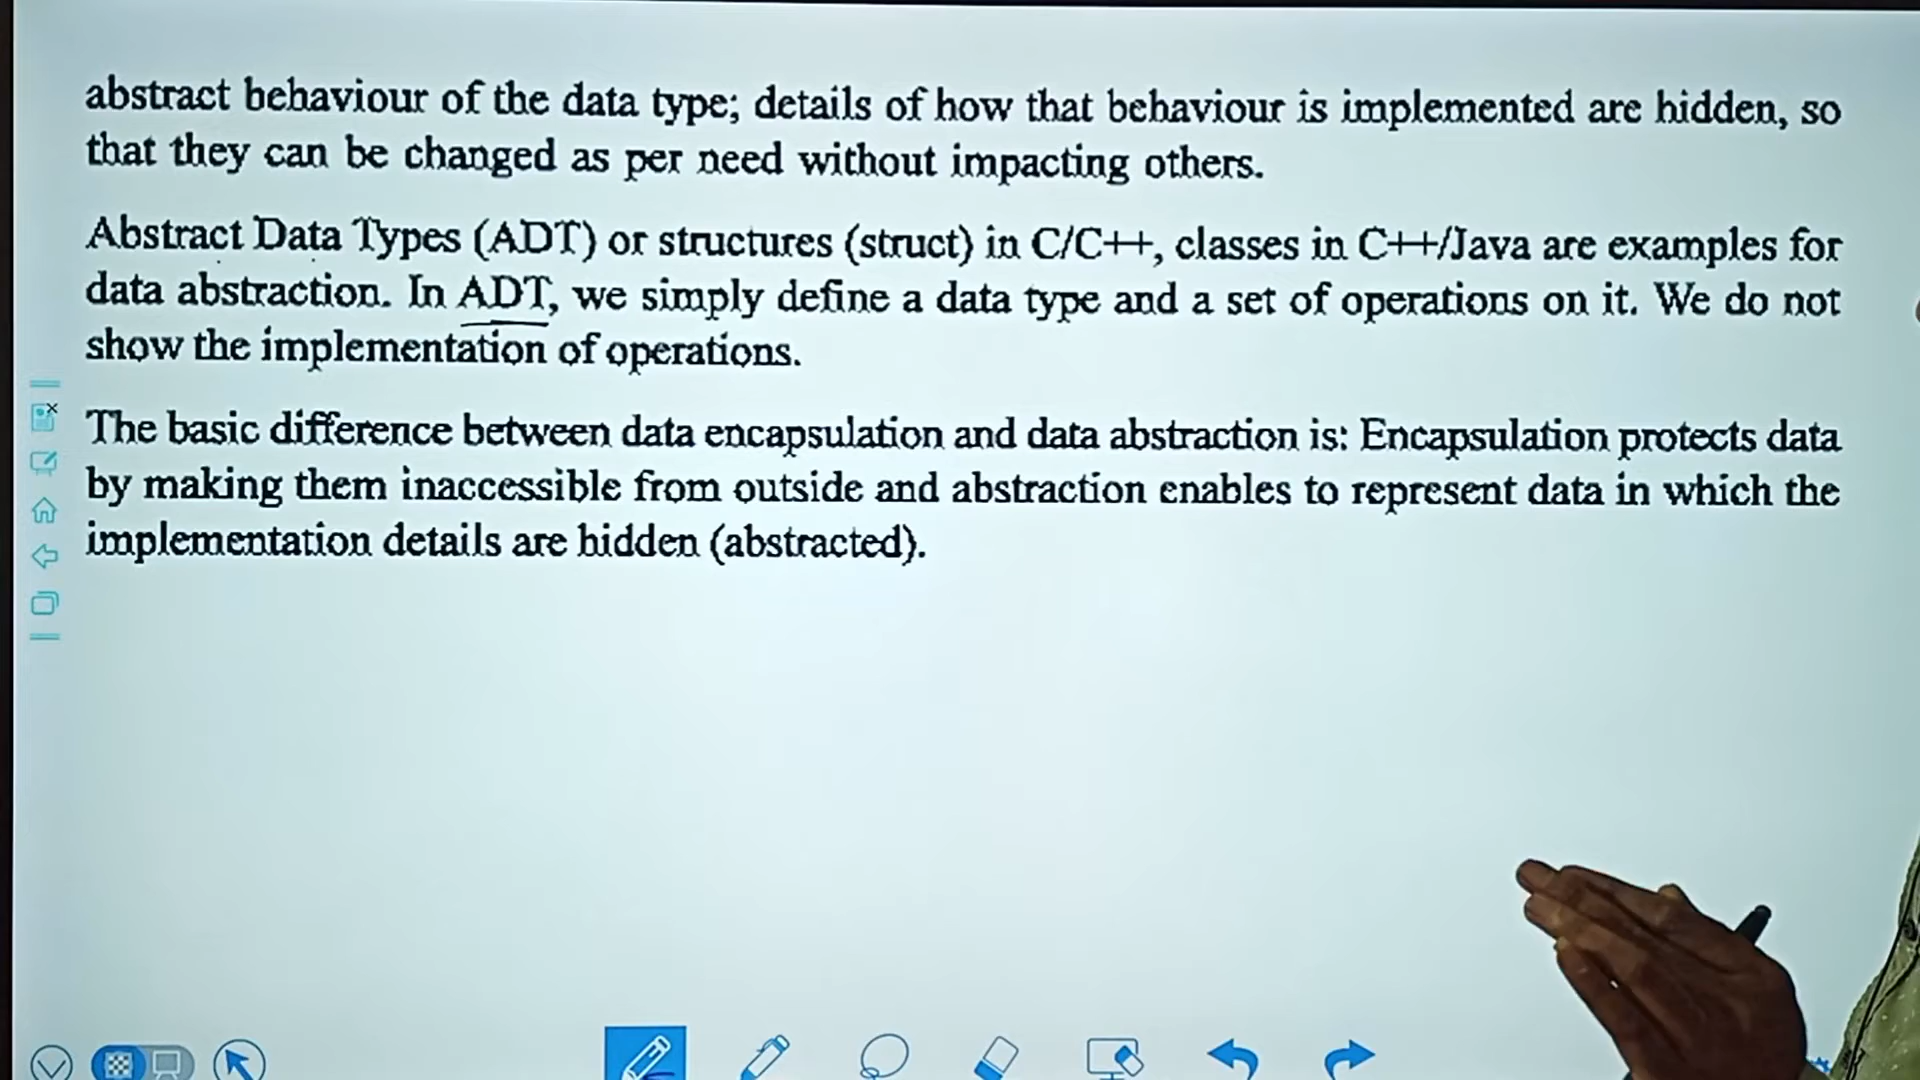 abstract behaviour of the data type; details of how that behaviour is implemented are hidden, so
that they can be changed as per need without impacting others.
Abstract Data Types (ADT) or structures (struct) in C/C++, classes in C++/Java are examples for
data abstraction. In ADT, we simply define a data type and a set of operations on it. We do not
show the implementation of operations.
The basic difference between data encapsulation and data abstraction is: Encapsulation protects data
by making them inaccessible from outside and abstraction enables to represent data in which the
implementation details are hidden (abstracted).